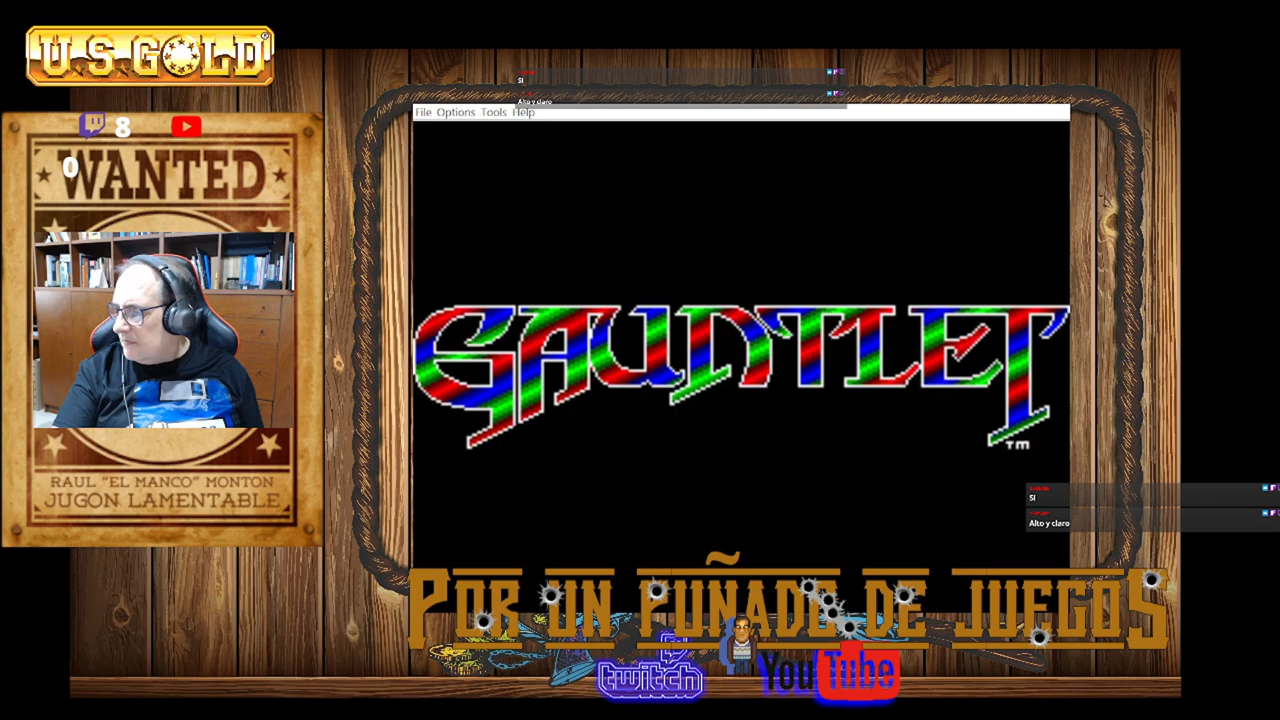 U.S. GOLD
8
0
WANTED
RAUL "EL MANCO" MONTON
JUGON LAMENTABLE
SI
Alto y claro
File Options Tools Help
GAUNTLET
TM
SI
Alto y claro
POR UN PUÑADO DE JUEGOS
twitch
YouTube